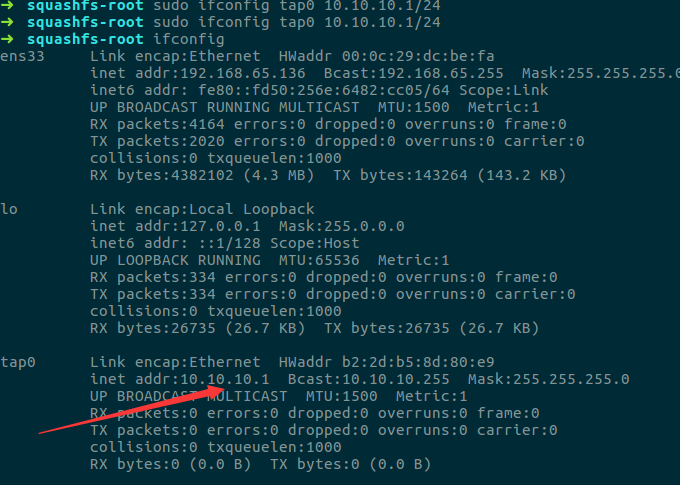 ➜ squashfs-root sudo ifconfig tap0 10.10.10.1/24
➜ squashfs-root sudo ifconfig tap0 10.10.10.1/24
➜ squashfs-root ifconfig
ens33 Link encap:Ethernet HWaddr 00:0c:29:dc:be:fa
inet addr:192.168.65.136 Bcast:192.168.65.255 Mask:255.255.255.0
inet6 addr: fe80::fd50:256e:6482:cc05/64 Scope:Link
UP BROADCAST RUNNING MULTICAST MTU:1500 Metric:1
RX packets:4164 errors:0 dropped:0 overruns:0 frame:0
TX packets:2020 errors:0 dropped:0 overruns:0 carrier:0
collisions:0 txqueuelen:1000
RX bytes:4382102 (4.3 MB) TX bytes:143264 (143.2 KB)
lo Link encap:Local Loopback
inet addr:127.0.0.1 Mask:255.0.0.0
inet6 addr: ::1/128 Scope:Host
UP LOOPBACK RUNNING MTU:65536 Metric:1
RX packets:334 errors:0 dropped:0 overruns:0 frame:0
TX packets:334 errors:0 dropped:0 overruns:0 carrier:0
collisions:0 txqueuelen:1000
RX bytes:26735 (26.7 KB) TX bytes:26735 (26.7 KB)
tap0 Link encap:Ethernet HWaddr b2:2d:b5:8d:80:e9
inet addr:10.10.10.1 Bcast:10.10.10.255 Mask:255.255.255.0
UP BROADCAST MULTICAST MTU:1500 Metric:1
RX packets:0 errors:0 dropped:0 overruns:0 frame:0
TX packets:0 errors:0 dropped:0 overruns:0 carrier:0
collisions:0 txqueuelen:1000
RX bytes:0 (0.0 B) TX bytes:0 (0.0 B)